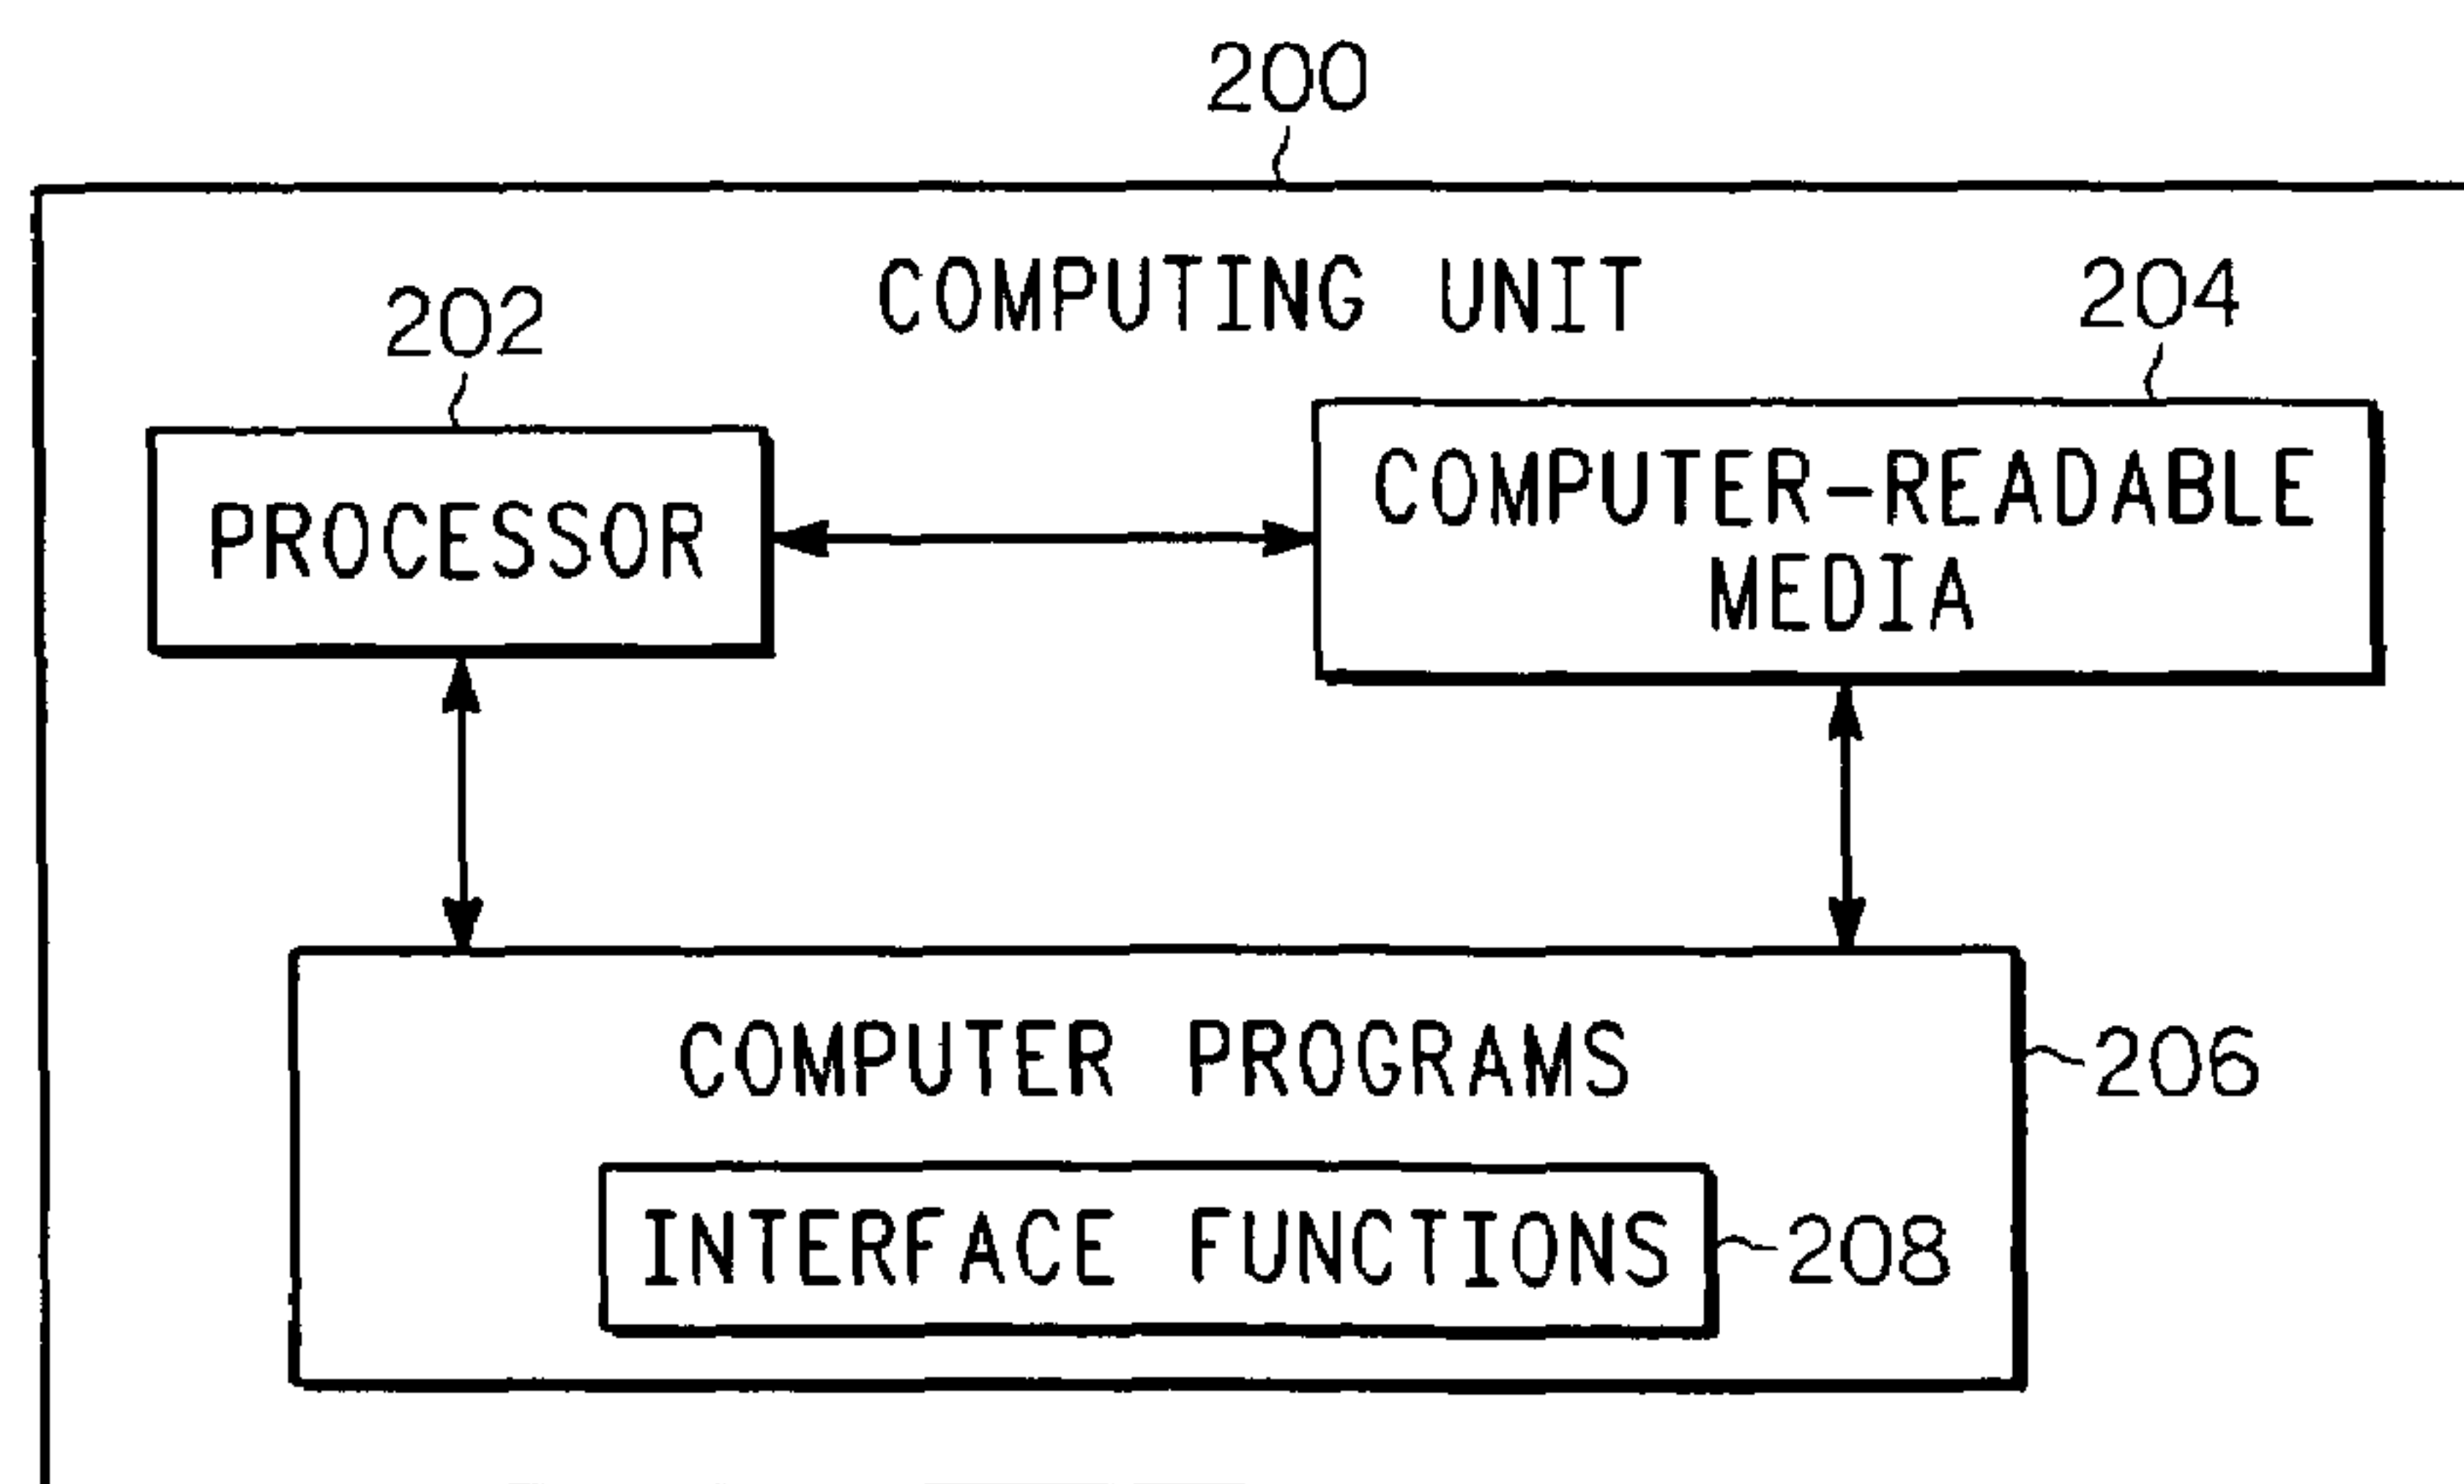 200
COMPUTING UNIT
202
204
PROCESSOR
COMPUTER-READABLE
MEDIA
COMPUTER PROGRAMS
206
INTERFACE FUNCTIONS
208